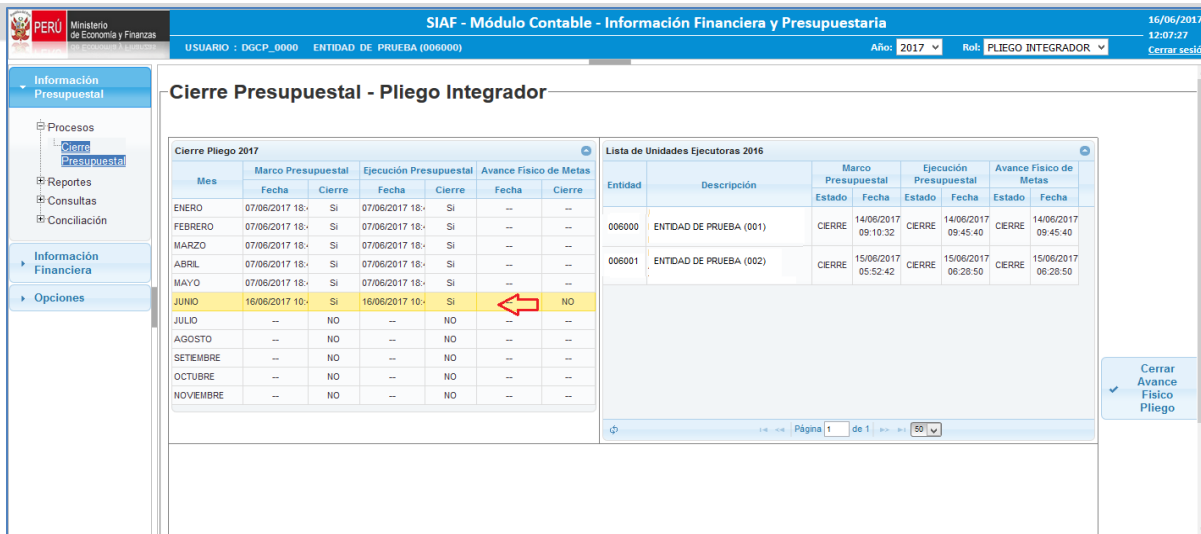 PERÚ Ministerio de Economía y Finanzas
SIAF - Módulo Contable - Información Financiera y Presupuestaria
16/06/2017
12:07:27
USUARIO : DGCP_0000 ENTIDAD DE PRUEBA (006000)
Año: 2017 Rol: PLIEGO INTEGRADOR
Cerrar sesió
Información
Presupuestal
Procesos
Cierre
Presupuestal
Reportes
Consultas
Conciliación
Información
Financiera
Opciones
Cierre Presupuestal - Pliego Integrador
Cierre Pliego 2017
Mes Marco Presupuestal Ejecución Presupuestal Avance Físico de Metas
Fecha Cierre Fecha Cierre Fecha Cierre
ENERO 07/06/2017 18: Si 07/06/2017 18: Si -- --
FEBRERO 07/06/2017 18: Si 07/06/2017 18: Si -- --
MARZO 07/06/2017 18: Si 07/06/2017 18: Si -- --
ABRIL 07/06/2017 18: Si 07/06/2017 18: Si -- --
MAYO 07/06/2017 18: Si 07/06/2017 18: Si -- --
JUNIO 16/06/2017 10: Si 16/06/2017 10: Si -- NO
JULIO -- NO -- NO -- --
AGOSTO -- NO -- NO -- --
SETIEMBRE -- NO -- NO -- --
OCTUBRE -- NO -- NO -- --
NOVIEMBRE -- NO -- NO -- --
Lista de Unidades Ejecutoras 2016
Entidad Descripción Marco Presupuestal Ejecución Presupuestal Avance Físico de Metas
Estado Fecha Estado Fecha Estado Fecha
006000 ENTIDAD DE PRUEBA (001) CIERRE 14/06/2017 09:10:32 CIERRE 14/06/2017 09:45:40 CIERRE 14/06/2017 09:45:40
006001 ENTIDAD DE PRUEBA (002) CIERRE 15/06/2017 05:52:42 CIERRE 15/06/2017 06:28:50 CIERRE 15/06/2017 06:28:50
Página 1 de 1 50
Cerrar
Avance
Físico
Pliego